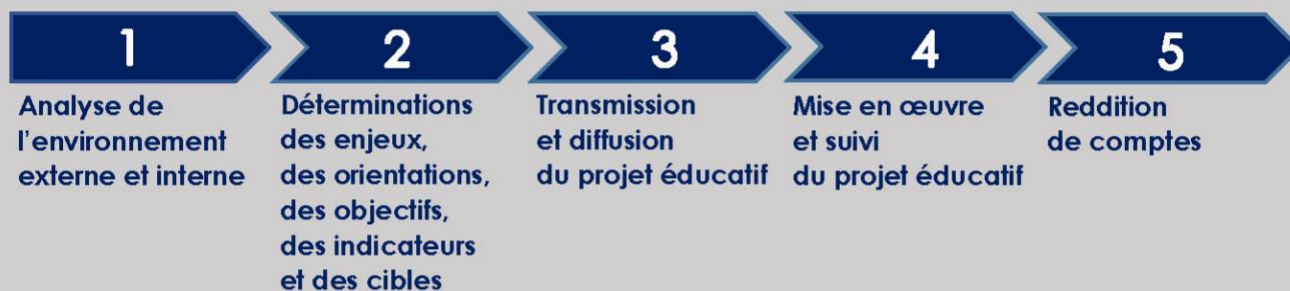 1
Analyse de
l'environnement
externe et interne
2
Déterminations
des enjeux,
des orientations,
des objectifs,
des indicateurs
et des cibles
3
Transmission
et diffusion
du projet éducatif
4
Mise en œuvre
et suivi
du projet éducatif
5
Reddition
de comptes